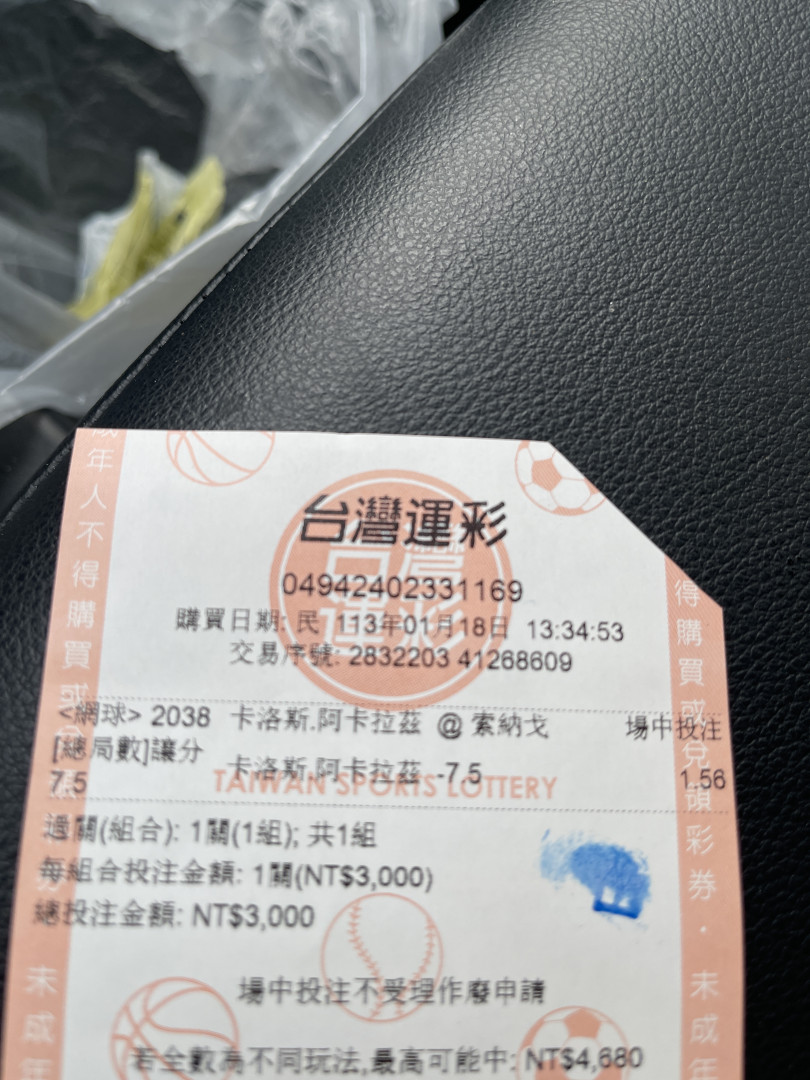 台灣運彩
04942402331169
購買日期: 民 113年01月18日 13:34:53
交易序號: 2832203 41268609
<網球> 2038 卡洛斯.阿卡拉茲 @ 索納戈 場中投注
[總局數]讓分
7.5 卡洛斯.阿卡拉茲 -7.5 1.56
TAIWAN SPORTS LOTTERY
過關(組合): 1關(1組); 共1組
每組合投注金額: 1關(NT$3,000)
總投注金額: NT$3,000
場中投注不受理作廢申請
若全數為不同玩法,最高可能中: NT$4,680
成年人不得購買或
未成年
得購買或兌領彩券・未成年